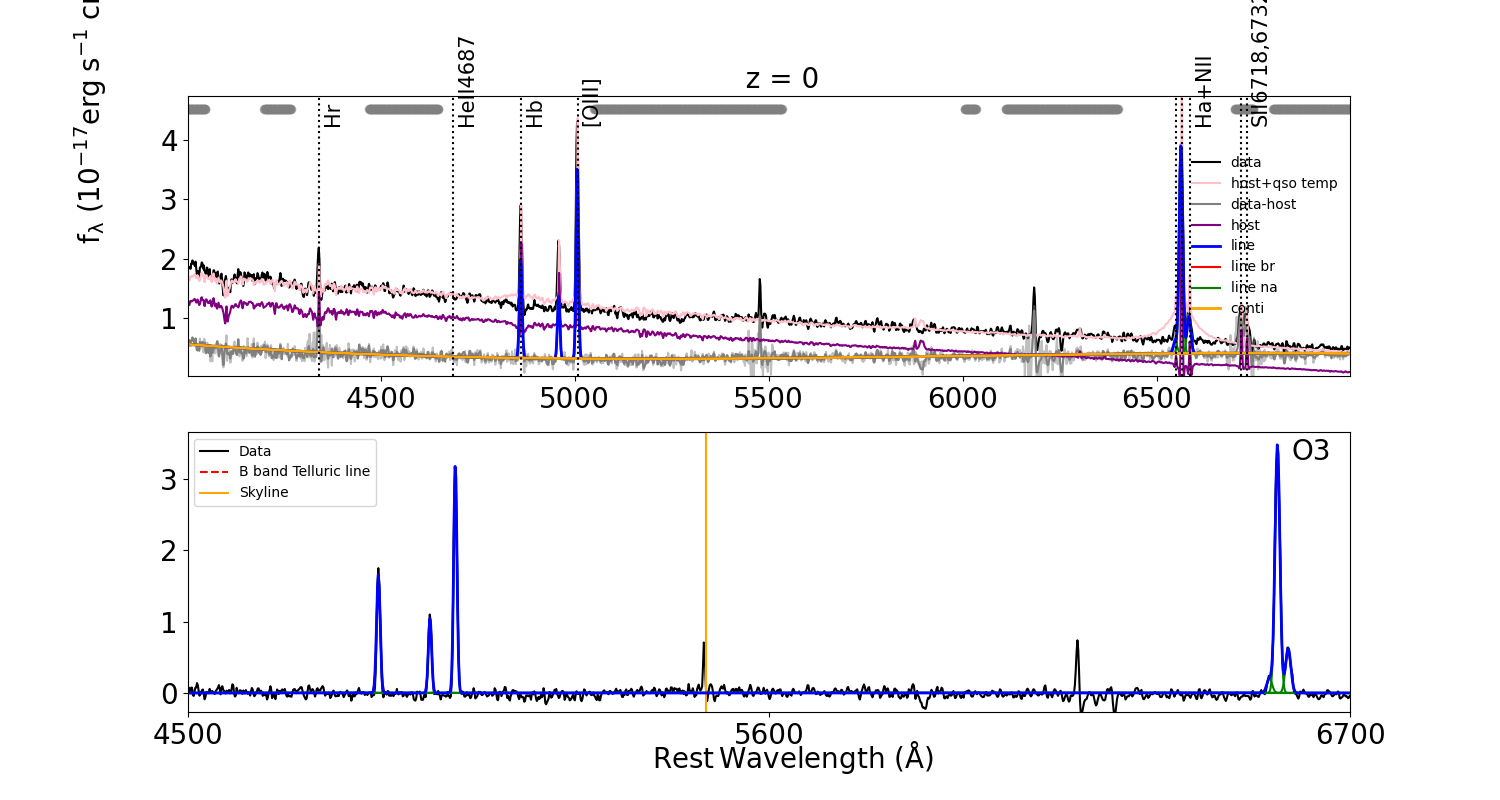 z = 0
Hr
HeII4687
Hb
[OIII]
Ha+NII
SII6718,6732
f_λ (10^{-17} erg s^{-1}
4
3
2
1
data
host+qso temp
data-host
host
line
line br
line na
conti
4500 5000 5500 6000 6500
Data
B band Telluric line
Skyline
O3
3
2
1
0
4500 5600 6700
Rest Wavelength (Å)